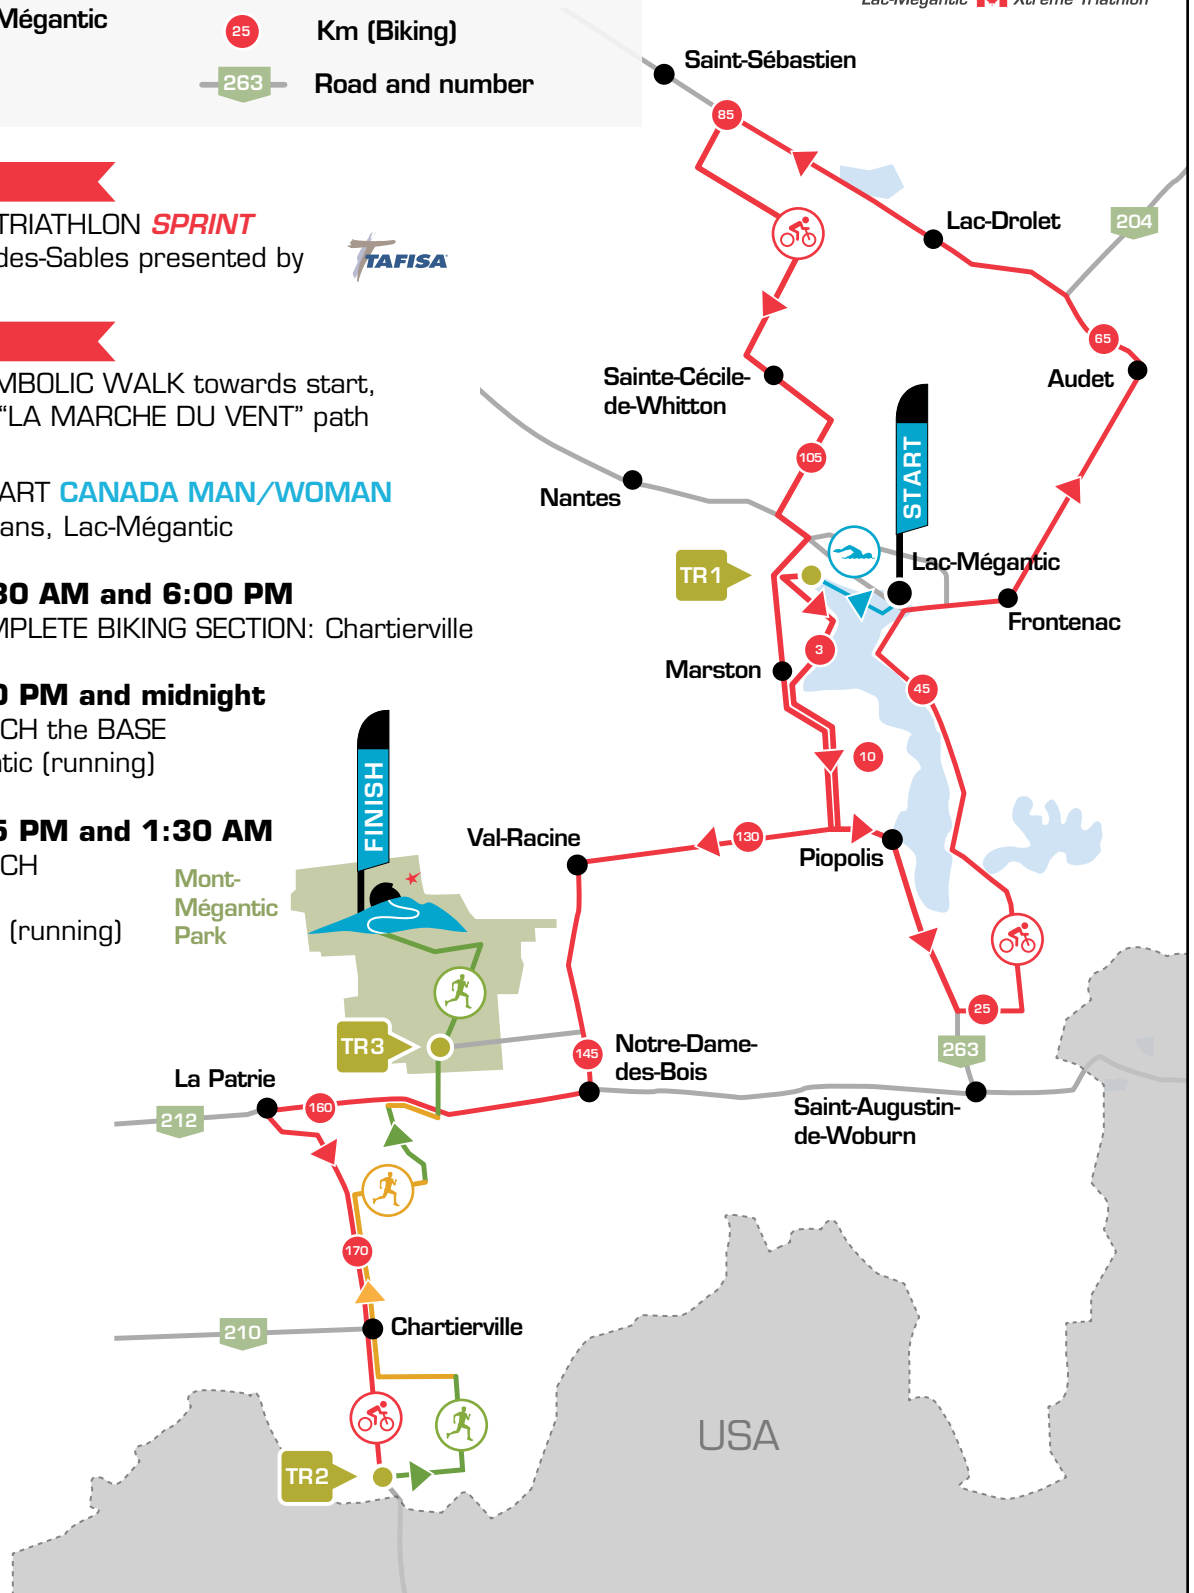 Mégantic
25
Km (Biking)
263
Road and number
Lac-Mégantic Xtreme Triathlon
TRIATHLON SPRINT
des-Sables presented by
TAFISA
MBOLIC WALK towards start,
“LA MARCHE DU VENT” path
ART CANADA MAN/WOMAN
ans, Lac-Mégantic
30 AM and 6:00 PM
MPLETE BIKING SECTION: Chartierville
0 PM and midnight
CH the BASE
ntic (running)
5 PM and 1:30 AM
CH
(running)
Saint-Sébastien
85
Lac-Drolet
204
65
Audet
Sainte-Cécile-
de-Whitton
105
START
Nantes
TR1
Lac-Mégantic
Frontenac
3
Marston
45
10
FINISH
Val-Racine
130
Piopolis
Mont-
Mégantic
Park
25
263
TR3
145
Notre-Dame-
des-Bois
La Patrie
160
212
Saint-Augustin-
de-Woburn
170
210
Chartierville
USA
TR2